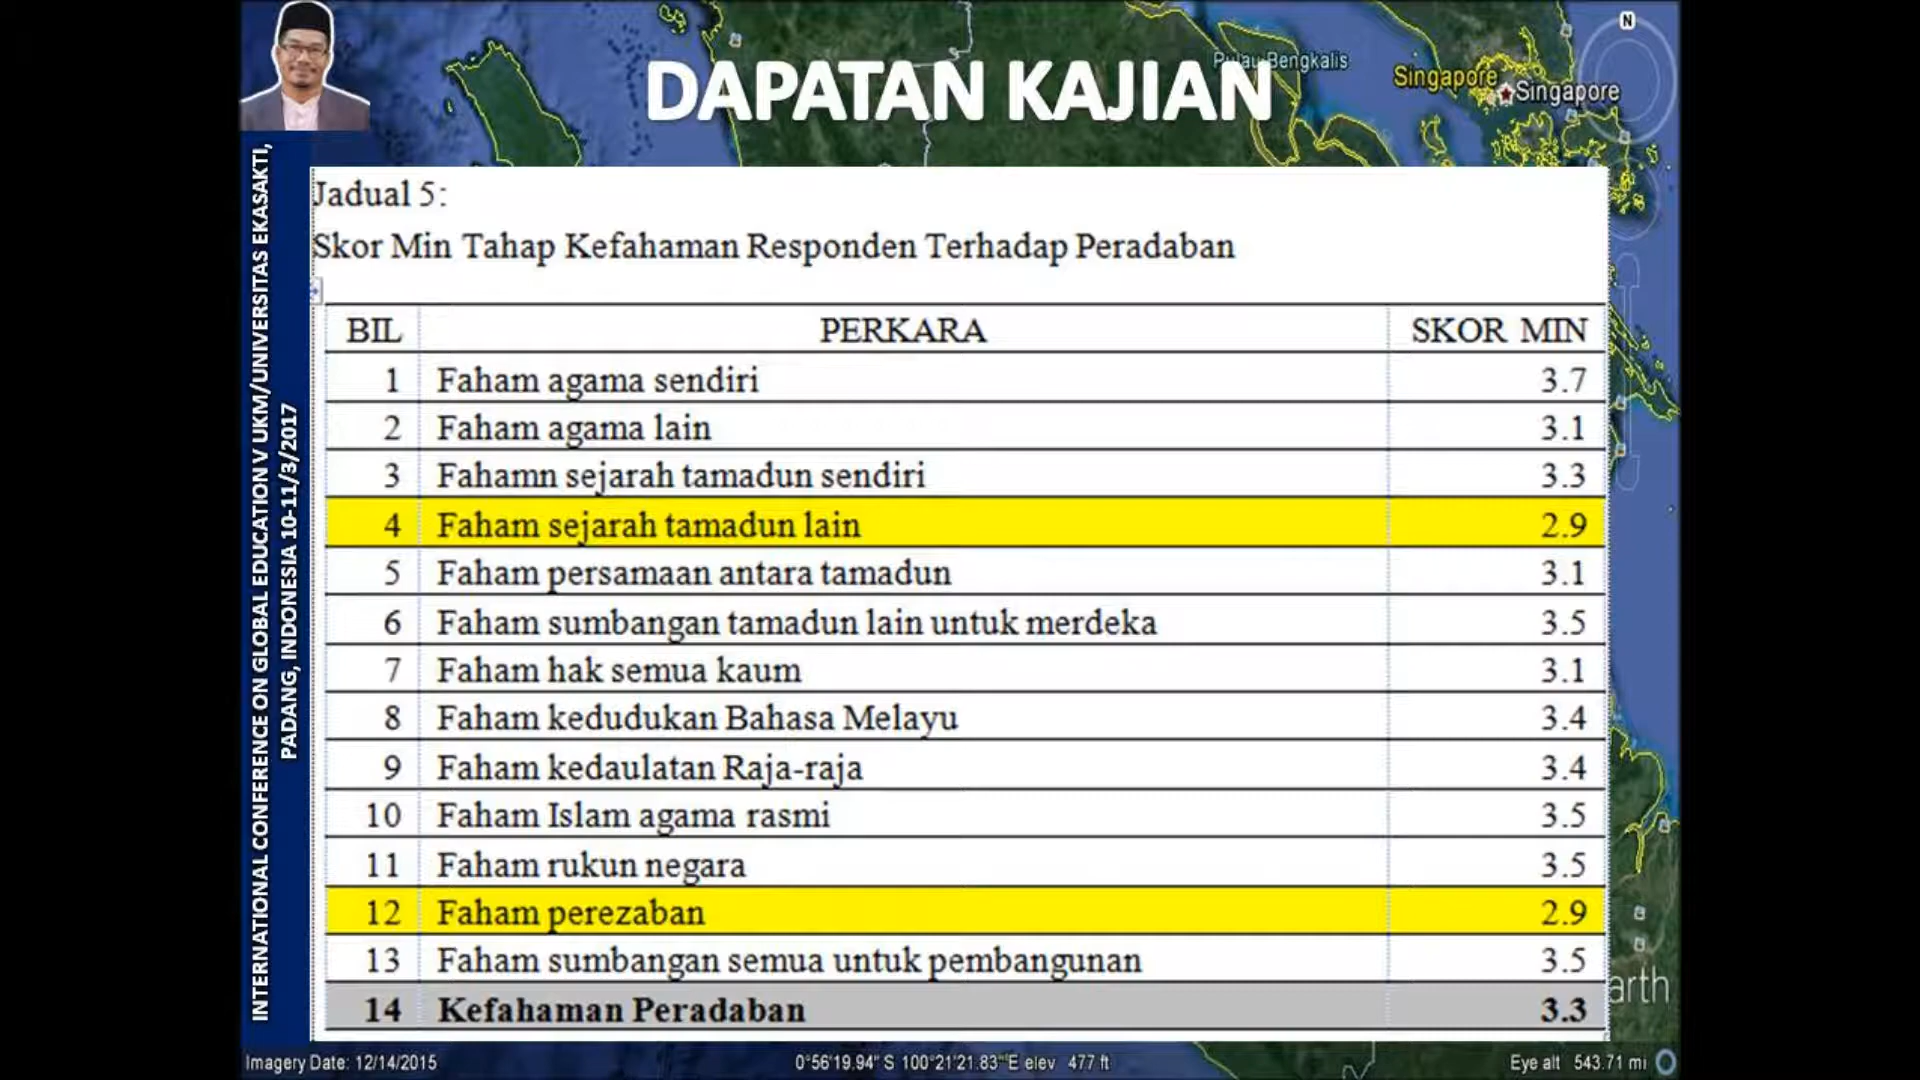 DAPATAN KAJIAN
Pulau Bengkalis
Singapore
Singapore
N
INTERNATIONAL CONFERENCE ON GLOBAL EDUCATION V UKM/UNIVERSITAS EKASAKTI,
PADANG, INDONESIA 10-11/3/2017
Jadual 5:
Skor Min Tahap Kefahaman Responden Terhadap Peradaban
BIL PERKARA SKOR MIN
1 Faham agama sendiri 3.7
2 Faham agama lain 3.1
3 Fahamn sejarah tamadun sendiri 3.3
4 Faham sejarah tamadun lain 2.9
5 Faham persamaan antara tamadun 3.1
6 Faham sumbangan tamadun lain untuk merdeka 3.5
7 Faham hak semua kaum 3.1
8 Faham kedudukan Bahasa Melayu 3.4
9 Faham kedaulatan Raja-raja 3.4
10 Faham Islam agama rasmi 3.5
11 Faham rukun negara 3.5
12 Faham perezaban 2.9
13 Faham sumbangan semua untuk pembangunan 3.5
14 Kefahaman Peradaban 3.3
arth
Imagery Date: 12/14/2015 0°56'19.94" S 100°21'21.83" E elev 477 ft Eye alt 543.71 mi